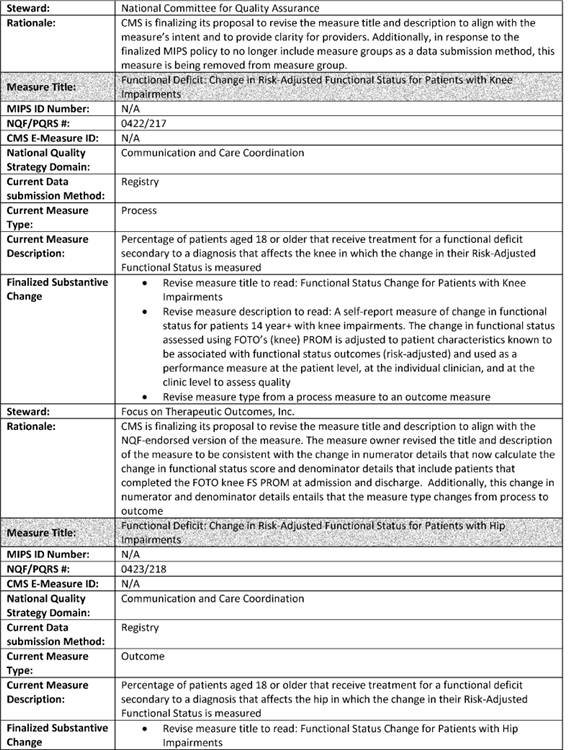 Steward: National Committee for Quality Assurance
Rationale: CMS is finalizing its proposal to revise the measure title and description to align with the
measure's intent and to provide clarity for providers. Additionally, in response to the
finalized MIPS policy to no longer include measure groups as a data submission method, this
measure is being removed from measure group.
Measure Title: Functional Deficit: Change in Risk-Adjusted Functional Status for Patients with Knee
Impairments
MIPS ID Number: N/A
NQF/PQRS #: 0422/217
CMS E-Measure ID: N/A
National Quality Communication and Care Coordination
Strategy Domain:
Current Data Registry
submission Method:
Current Measure Process
Type:
Current Measure Percentage of patients aged 18 or older that receive treatment for a functional deficit
Description: secondary to a diagnosis that affects the knee in which the change in their Risk-Adjusted
Functional Status is measured
Finalized Substantive • Revise measure title to read: Functional Status Change for Patients with Knee
Change Impairments
• Revise measure description to read: A self-report measure of change in functional
status for patients 14 year+ with knee impairments. The change in functional status
assessed using FOTO's (knee) PROM is adjusted to patient characteristics known to
be associated with functional status outcomes (risk-adjusted) and used as a
performance measure at the patient level, at the individual clinician, and at the
clinic level to assess quality
• Revise measure type from a process measure to an outcome measure
Steward: Focus on Therapeutic Outcomes, Inc.
Rationale: CMS is finalizing its proposal to revise the measure title and description to align with the
NQF-endorsed version of the measure. The measure owner revised the title and description
of the measure to be consistent with the change in numerator details that now calculate the
change in functional status score and denominator details that include patients that
completed the FOTO knee FS PROM at admission and discharge. Additionally, this change in
numerator and denominator details entails that the measure type changes from process to
outcome
Measure Title: Functional Deficit: Change in Risk-Adjusted Functional Status for Patients with Hip
Impairments
MIPS ID Number: N/A
NQF/PQRS #: 0423/218
CMS E-Measure ID: N/A
National Quality Communication and Care Coordination
Strategy Domain:
Current Data Registry
submission Method:
Current Measure Outcome
Type:
Current Measure Percentage of patients aged 18 or older that receive treatment for a functional deficit
Description: secondary to a diagnosis that affects the hip in which the change in their Risk-Adjusted
Functional Status is measured
Finalized Substantive • Revise measure title to read: Functional Status Change for Patients with Hip
Change Impairments